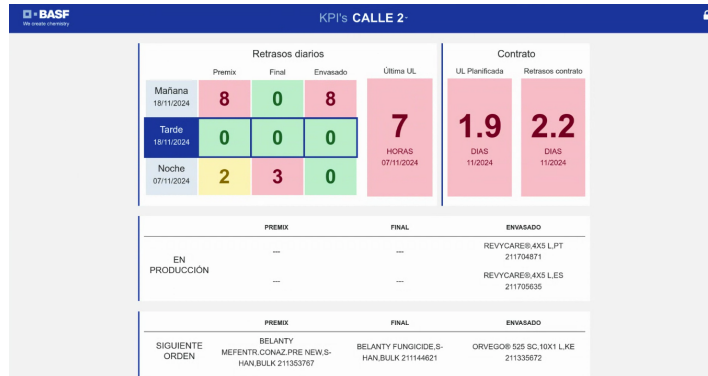 BASF
We create chemistry
KPI's CALLE 2-
Retrasos diarios
Premix Final Envasado Última UL
Mañana
18/11/2024
8 0 8
Tarde
18/11/2024
0 0 0
Noche
07/11/2024
2 3 0
7
HORAS
07/11/2024
Contrato
UL Planificada Retrasos contrato
1.9 2.2
DIAS DIAS
11/2024 11/2024
PREMIX FINAL ENVASADO
EN
PRODUCCIÓN
--- --- REVYCARE®,4X5 L,PT
211704871
--- --- REVYCARE®,4X5 L,ES
211705635
PREMIX FINAL ENVASADO
SIGUIENTE
ORDEN
BELANTY
MEFENTR.CONAZ.PRE NEW,S-
HAN,BULK 211353767
BELANTY FUNGICIDE,S-
HAN,BULK 211144621
ORVEGO® 525 SC,10X1 L,KE
211335672